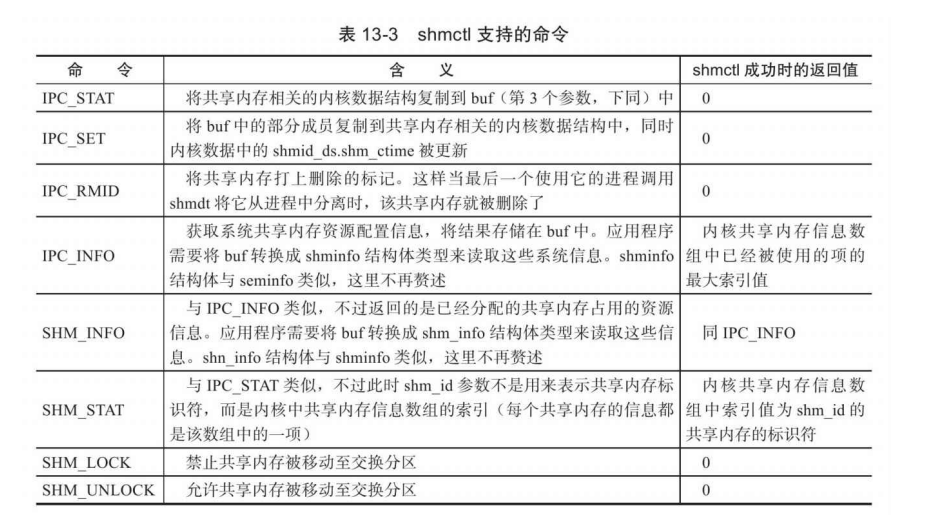 表 13-3 shmctl 支持的命令
命 令 含 义 shmctl 成功时的返回值
IPC_STAT 将共享内存相关的内核数据结构复制到 buf（第 3 个参数，下同）中 0
IPC_SET 将 buf 中的部分成员复制到共享内存相关的内核数据结构中，同时
内核数据中的 shmid_ds.shm_ctime 被更新 0
IPC_RMID 将共享内存打上删除的标记。这样当最后一个使用它的进程调用
shmdt 将它从进程中分离时，该共享内存就被删除了 0
IPC_INFO 获取系统共享内存资源配置信息，将结果存储在 buf 中。应用程序
需要将 buf 转换成 shminfo 结构体类型来读取这些系统信息。shminfo
结构体与 seminfo 类似，这里不再赘述
内核共享内存信息数
组中已经被使用的项的
最大索引值
SHM_INFO 与 IPC_INFO 类似，不过返回的是已经分配的共享内存占用的资源
信息。应用程序需要将 buf 转换成 shm_info 结构体类型来读取这些信
息。shn_info 结构体与 shminfo 类似，这里不再赘述
同 IPC_INFO
SHM_STAT 与 IPC_STAT 类似，不过此时 shm_id 参数不是用来表示共享内存标
识符，而是内核中共享内存信息数组的索引（每个共享内存的信息都
是该数组中的一项）
内核共享内存信息数
组中索引值为 shm_id 的
共享内存的标识符
SHM_LOCK 禁止共享内存被移动至交换分区 0
SHM_UNLOCK 允许共享内存被移动至交换分区 0